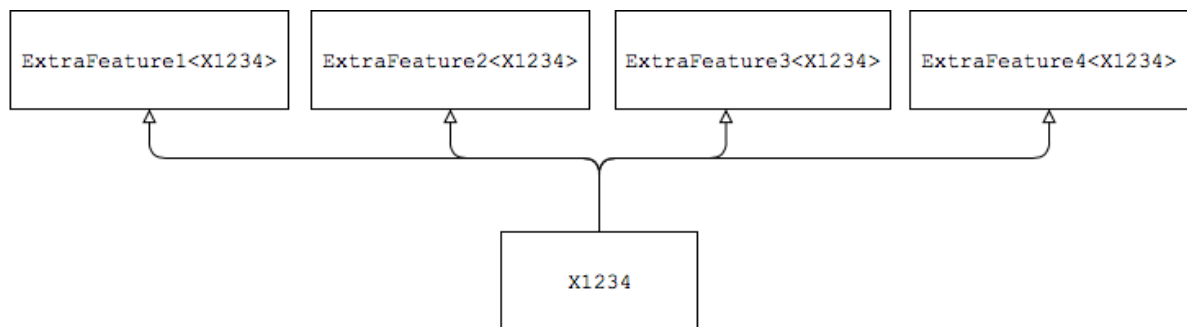 ExtraFeature1<X1234>
ExtraFeature2<X1234>
ExtraFeature3<X1234>
ExtraFeature4<X1234>
X1234